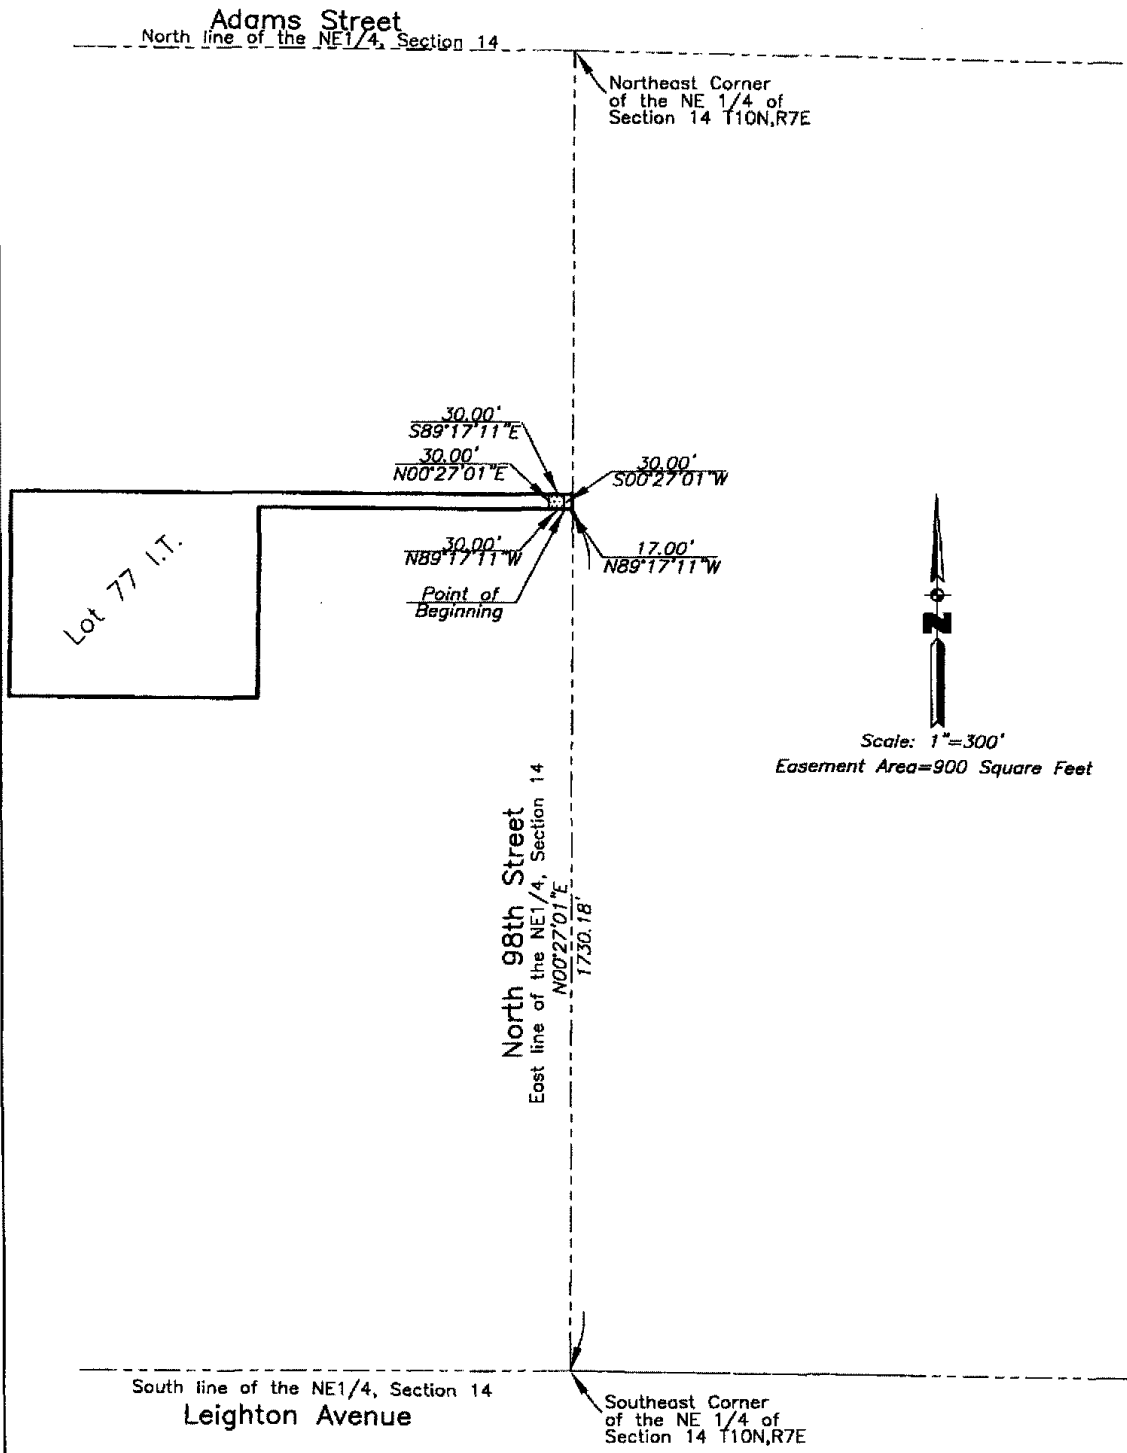 Adams Street
North line of the NE1/4, Section 14
Northeast Corner
of the NE 1/4 of
Section 14 T10N,R7E
30.00'
S89°17'11"E
30.00'
N00°27'01"E
30.00'
S00°27'01"W
30.00'
N89°17'11"W
17.00'
N89°17'11"W
Point of
Beginning
Lot 77 I.T.
N
Scale: 1"=300'
Easement Area=900 Square Feet
North 98th Street
East line of the NE1/4, Section 14
N00°27'01"E
1730.18'
South line of the NE1/4, Section 14
Leighton Avenue
Southeast Corner
of the NE 1/4 of
Section 14 T10N,R7E